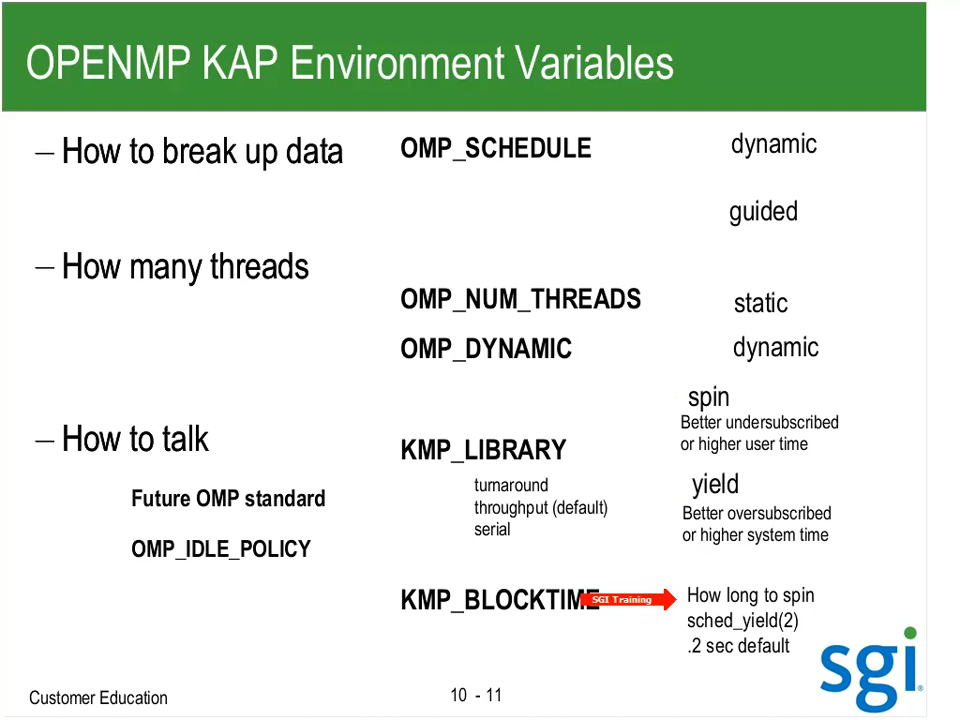 OPENMP KAP Environment Variables
– How to break up data
OMP_SCHEDULE
dynamic
guided
– How many threads
OMP_NUM_THREADS
static
OMP_DYNAMIC
dynamic
– How to talk
Future OMP standard
OMP_IDLE_POLICY
KMP_LIBRARY
turnaround
throughput (default)
serial
spin
Better undersubscribed
or higher user time
yield
Better oversubscribed
or higher system time
KMP_BLOCKTIME
SGI Training
How long to spin
sched_yield(2)
.2 sec default
sgi®
Customer Education
10 - 11